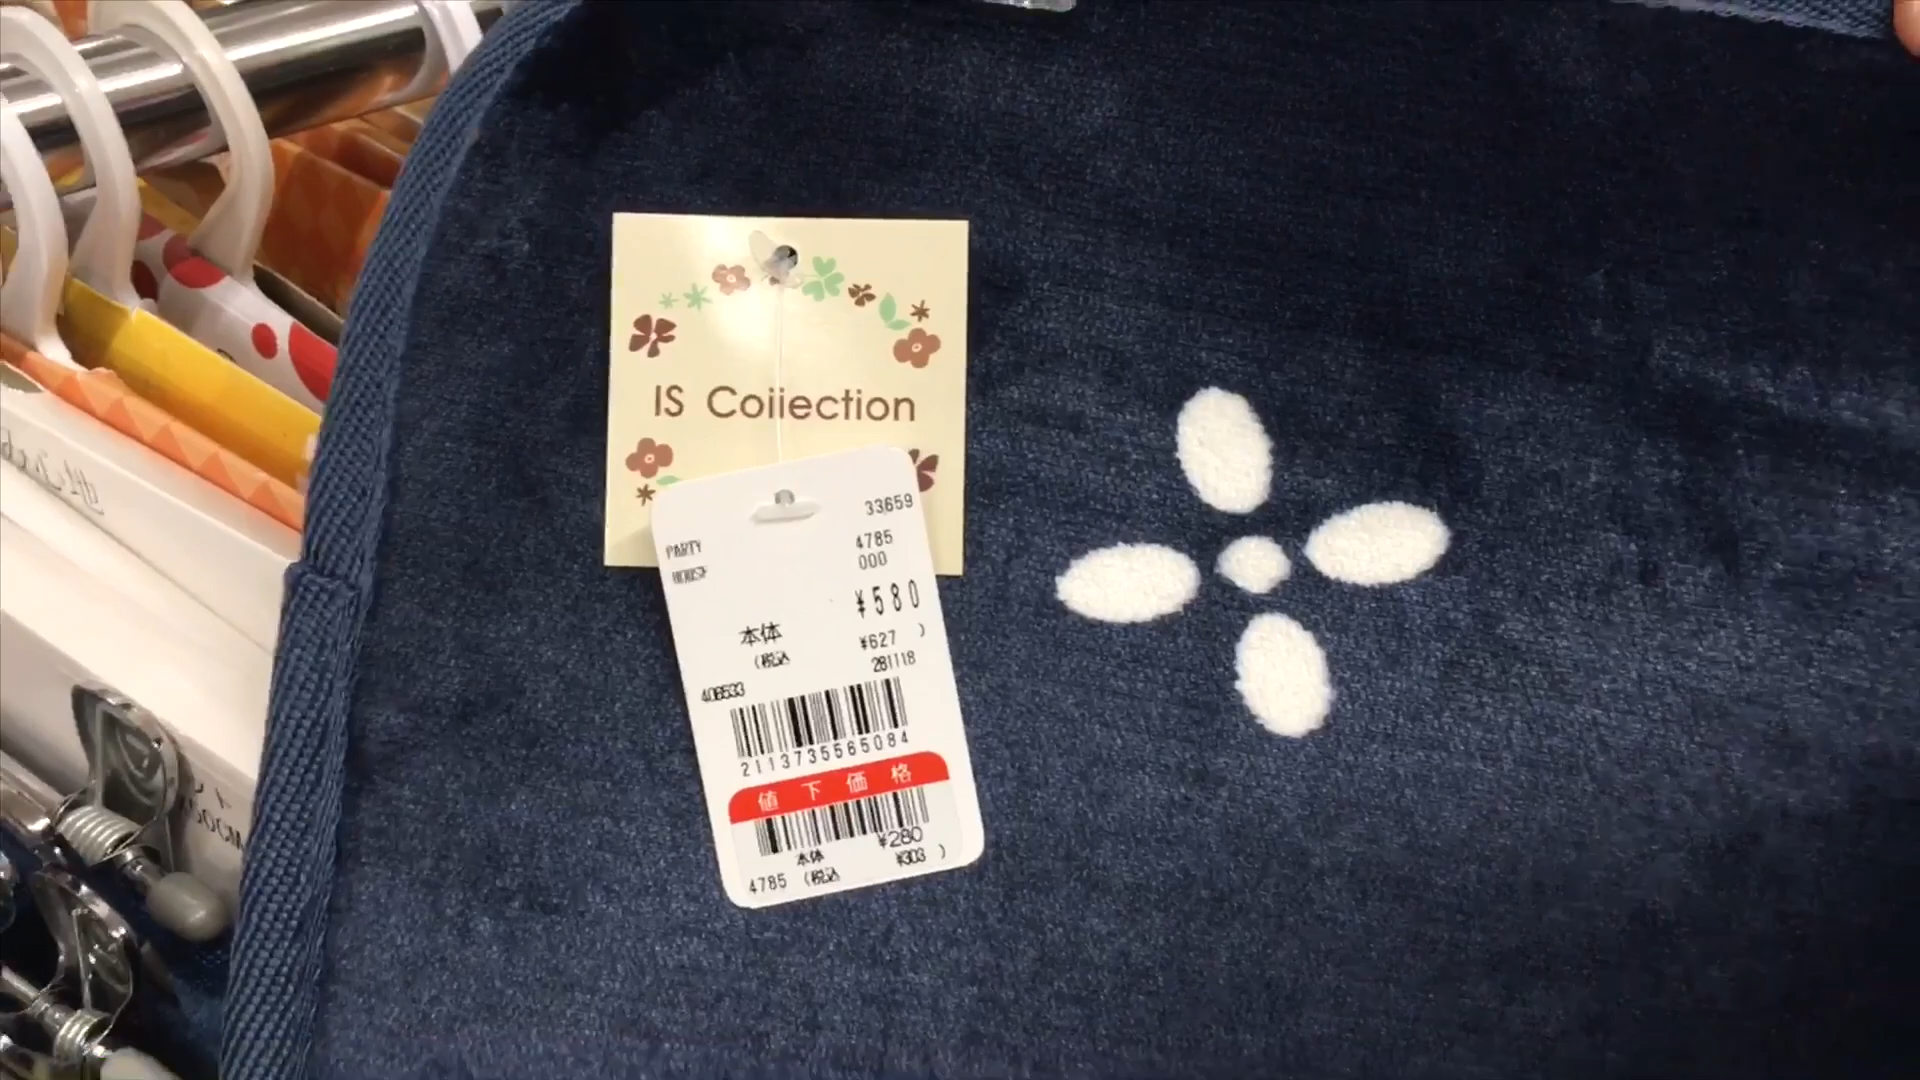 IS Coiiection
33659
PARTY 4785
HOUSE 000
¥580
本体 ¥627 )
(税込 281118
406533
2113735565084
値下価格
¥280
本体 ¥303 )
4785 (税込